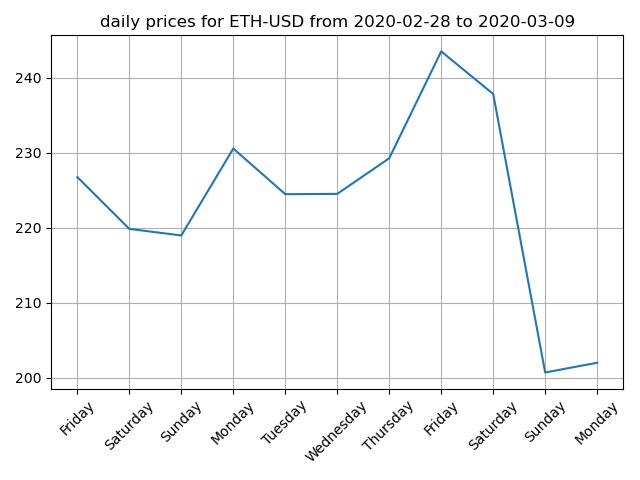 daily prices for ETH-USD from 2020-02-28 to 2020-03-09
240
230
220
210
200
Friday
Saturday
Sunday
Monday
Tuesday
Wednesday
Thursday
Friday
Saturday
Sunday
Monday